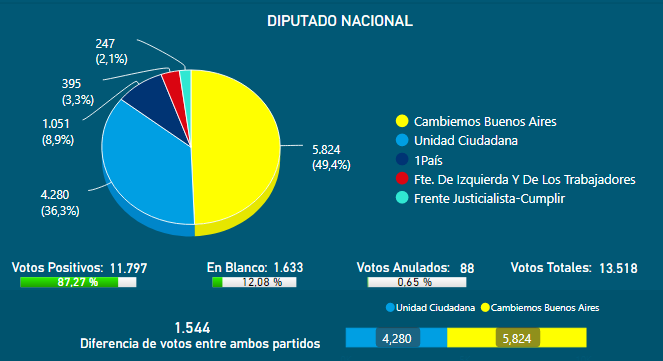 DIPUTADO NACIONAL
247
(2,1%)
395
(3,3%)
1.051
(8,9%)
4.280
(36,3%)
5.824
(49,4%)
Cambiemos Buenos Aires
Unidad Ciudadana
1País
Fte. De Izquierda Y De Los Trabajadores
Frente Justicialista-Cumplir
Votos Positivos: 11.797
87,27 %
En Blanco: 1.633
12,08 %
Votos Anulados: 88
0,65 %
Votos Totales: 13.518
1.544
Diferencia de votos entre ambos partidos
Unidad Ciudadana Cambiemos Buenos Aires
4,280 5,824